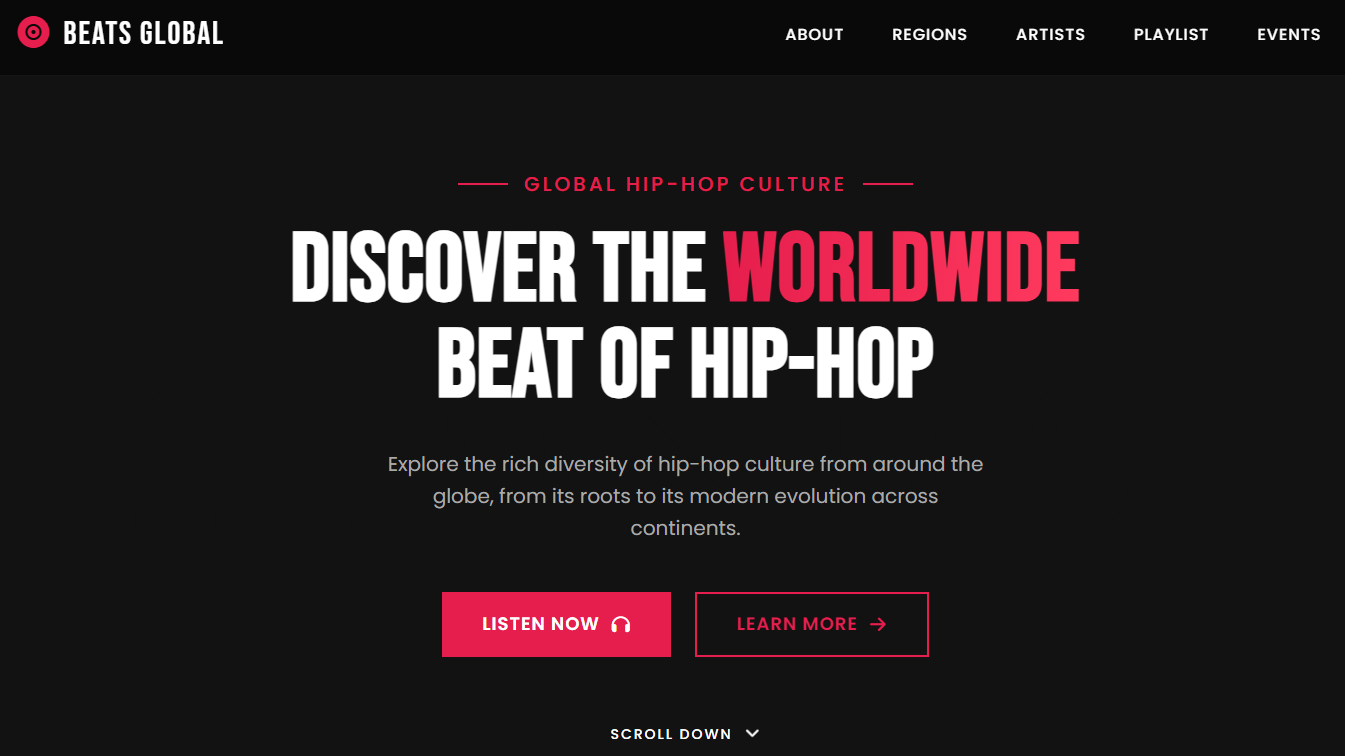 BEATS GLOBAL
ABOUT REGIONS ARTISTS PLAYLIST EVENTS
GLOBAL HIP-HOP CULTURE
DISCOVER THE WORLDWIDE
BEAT OF HIP-HOP
Explore the rich diversity of hip-hop culture from around the
globe, from its roots to its modern evolution across
continents.
LISTEN NOW
LEARN MORE →
SCROLL DOWN